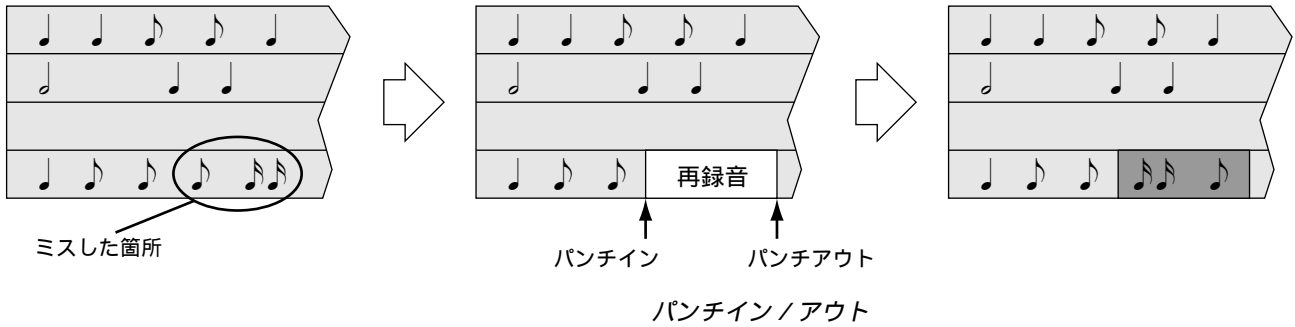 再録音
ミスした箇所
パンチイン
パンチアウト
パンチイン / アウト